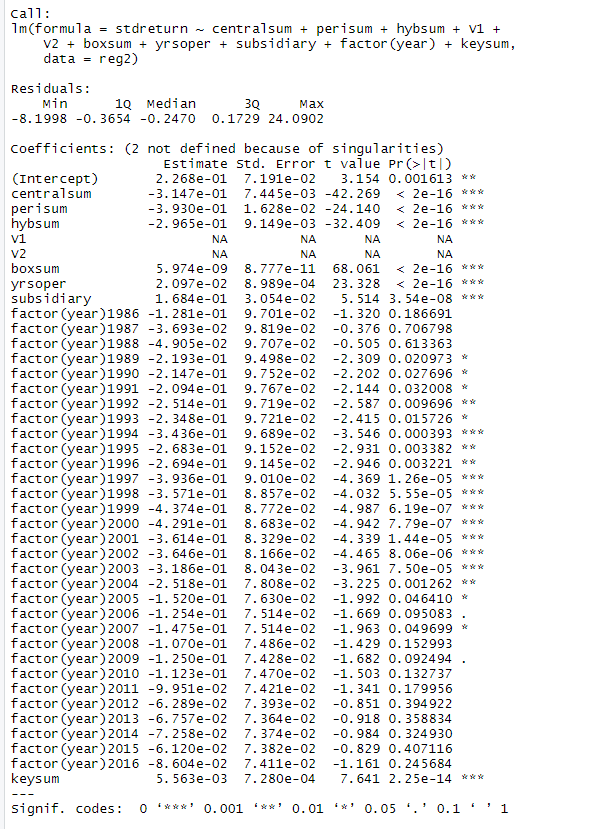 Call:
lm(formula = stdreturn ~ centralsum + perisum + hybsum + V1 +
    V2 + boxsum + yrsoper + subsidiary + factor(year) + keysum,
    data = reg2)

Residuals:
    Min      1Q  Median      3Q     Max
-8.1998 -0.3654 -0.2470  0.1729 24.0902

Coefficients: (2 not defined because of singularities)
                   Estimate Std. Error t value Pr(>|t|)
(Intercept)       2.268e-01  7.191e-02   3.154 0.001613 **
centralsum       -3.147e-01  7.445e-03 -42.269  < 2e-16 ***
perisum          -3.930e-01  1.628e-02 -24.140  < 2e-16 ***
hybsum           -2.965e-01  9.149e-03 -32.409  < 2e-16 ***
V1                       NA         NA      NA       NA
V2                       NA         NA      NA       NA
boxsum            5.974e-09  8.777e-11  68.061  < 2e-16 ***
yrsoper           2.097e-02  8.989e-04  23.328  < 2e-16 ***
subsidiary        1.684e-01  3.054e-02   5.514 3.54e-08 ***
factor(year)1986 -1.281e-01  9.701e-02  -1.320 0.186691
factor(year)1987 -3.693e-02  9.819e-02  -0.376 0.706798
factor(year)1988 -4.905e-02  9.707e-02  -0.505 0.613363
factor(year)1989 -2.193e-01  9.498e-02  -2.309 0.020973 *
factor(year)1990 -2.147e-01  9.752e-02  -2.202 0.027696 *
factor(year)1991 -2.094e-01  9.767e-02  -2.144 0.032008 *
factor(year)1992 -2.514e-01  9.719e-02  -2.587 0.009696 **
factor(year)1993 -2.348e-01  9.721e-02  -2.415 0.015726 *
factor(year)1994 -3.436e-01  9.689e-02  -3.546 0.000393 ***
factor(year)1995 -2.683e-01  9.152e-02  -2.931 0.003382 **
factor(year)1996 -2.694e-01  9.145e-02  -2.946 0.003221 **
factor(year)1997 -3.936e-01  9.010e-02  -4.369 1.26e-05 ***
factor(year)1998 -3.571e-01  8.857e-02  -4.032 5.55e-05 ***
factor(year)1999 -4.374e-01  8.772e-02  -4.987 6.19e-07 ***
factor(year)2000 -4.291e-01  8.683e-02  -4.942 7.79e-07 ***
factor(year)2001 -3.614e-01  8.329e-02  -4.339 1.44e-05 ***
factor(year)2002 -3.646e-01  8.166e-02  -4.465 8.06e-06 ***
factor(year)2003 -3.186e-01  8.043e-02  -3.961 7.50e-05 ***
factor(year)2004 -2.518e-01  7.808e-02  -3.225 0.001262 **
factor(year)2005 -1.520e-01  7.630e-02  -1.992 0.046410 *
factor(year)2006 -1.254e-01  7.514e-02  -1.669 0.095083 .
factor(year)2007 -1.475e-01  7.514e-02  -1.963 0.049699 *
factor(year)2008 -1.070e-01  7.486e-02  -1.429 0.152993
factor(year)2009 -1.250e-01  7.428e-02  -1.682 0.092494 .
factor(year)2010 -1.123e-01  7.470e-02  -1.503 0.132737
factor(year)2011 -9.951e-02  7.421e-02  -1.341 0.179956
factor(year)2012 -6.289e-02  7.393e-02  -0.851 0.394922
factor(year)2013 -6.757e-02  7.364e-02  -0.918 0.358834
factor(year)2014 -7.258e-02  7.374e-02  -0.984 0.324930
factor(year)2015 -6.120e-02  7.382e-02  -0.829 0.407116
factor(year)2016 -8.604e-02  7.411e-02  -1.161 0.245684
keysum            5.563e-03  7.280e-04   7.641 2.25e-14 ***
---
Signif. codes:  0 ‘***’ 0.001 ‘**’ 0.01 ‘*’ 0.05 ‘.’ 0.1 ‘ ’ 1